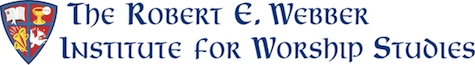 The Robert E. Webber
Institute for Worship Studies